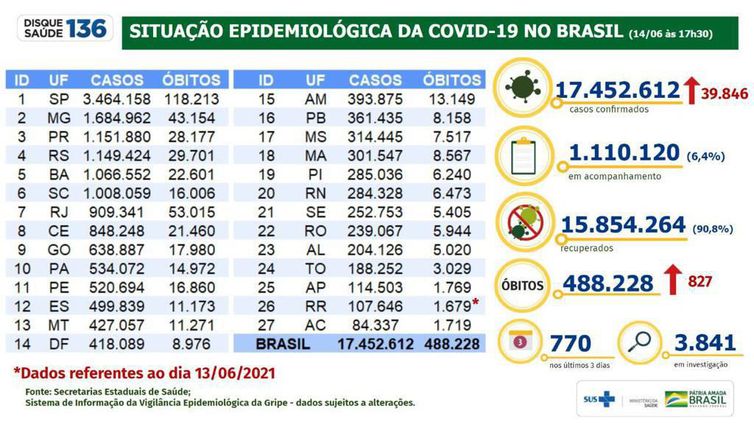 DISQUE
SAÚDE 136
SITUAÇÃO EPIDEMIOLÓGICA DA COVID-19 NO BRASIL (14/06 às 17h30)
ID UF CASOS ÓBITOS
1 SP 3.464.158 118.213
2 MG 1.684.962 43.154
3 PR 1.151.880 28.177
4 RS 1.149.424 29.701
5 BA 1.066.552 22.601
6 SC 1.008.059 16.006
7 RJ 909.341 53.015
8 CE 848.248 21.460
9 GO 638.887 17.980
10 PA 534.072 14.972
11 PE 520.694 16.860
12 ES 499.839 11.173
13 MT 427.057 11.271
14 DF 418.089 8.976
ID UF CASOS ÓBITOS
15 AM 393.875 13.149
16 PB 361.435 8.158
17 MS 314.445 7.517
18 MA 301.547 8.567
19 PI 285.036 6.240
20 RN 284.328 6.473
21 SE 252.753 5.405
22 RO 239.067 5.944
23 AL 204.126 5.020
24 TO 188.252 3.029
25 AP 114.503 1.769
26 RR 107.646 1.679*
27 AC 84.337 1.719
BRASIL 17.452.612 488.228
17.452.612 39.846
casos confirmados
1.110.120 (6,4%)
em acompanhamento
15.854.264 (90,8%)
recuperados
ÓBITOS 488.228 827
3 770
nos últimos 3 dias
3.841
em investigação
*Dados referentes ao dia 13/06/2021
Fonte: Secretarias Estaduais de Saúde;
Sistema de Informação da Vigilância Epidemiológica da Gripe - dados sujeitos a alterações.
SUS
MINISTÉRIO DA
SAÚDE
PÁTRIA AMADA
BRASIL